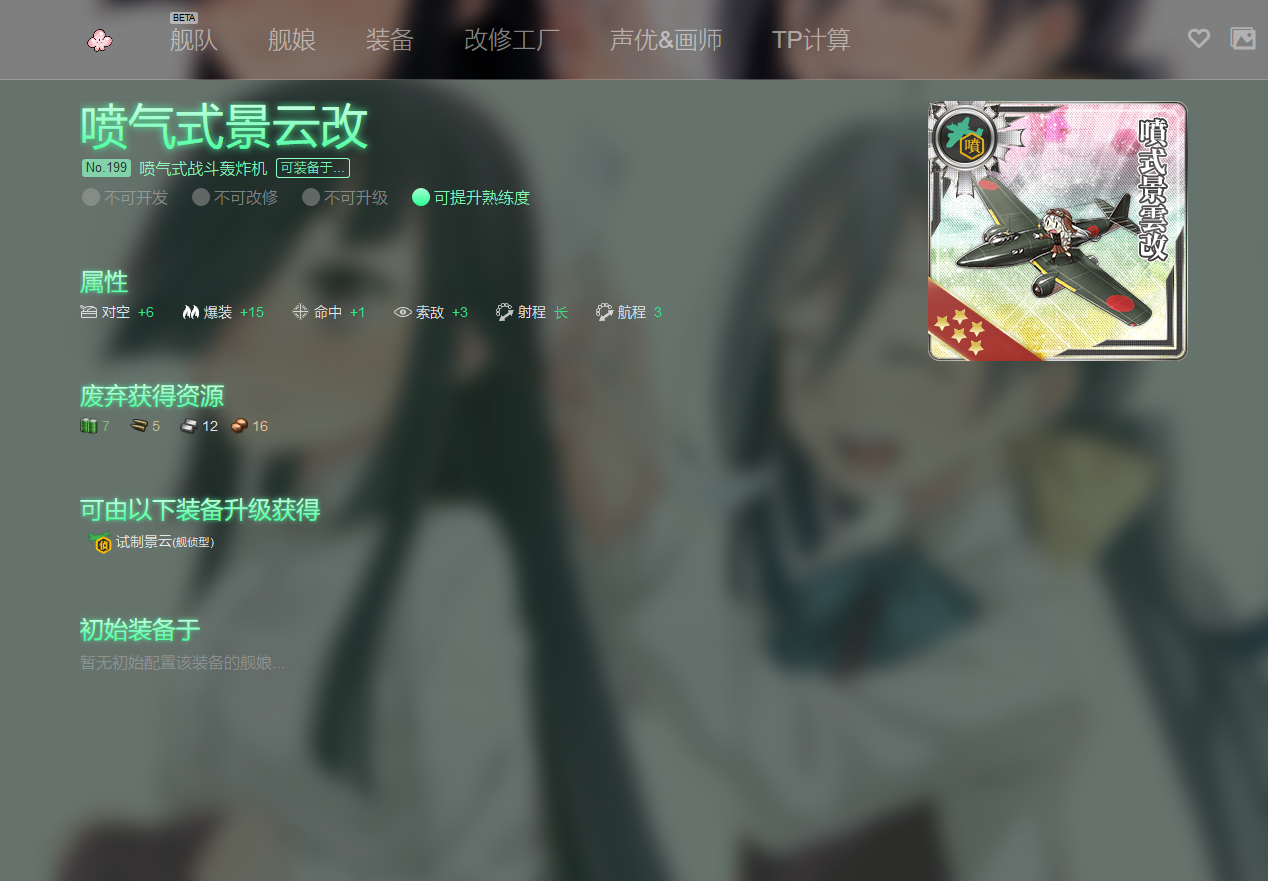 BETA
舰队 舰娘 装备 改修工厂 声优&画师 TP计算
喷气式景云改
No.199 喷气式战斗轰炸机 可装备于...
不可开发 不可改修 不可升级 可提升熟练度
噴式景雲改
噴
属性
对空 +6 爆装 +15 命中 +1 索敌 +3 射程 长 航程 3
废弃获得资源
7 5 12 16
可由以下装备升级获得
侦 试制景云(舰侦型)
初始装备于
暂无初始配置该装备的舰娘...